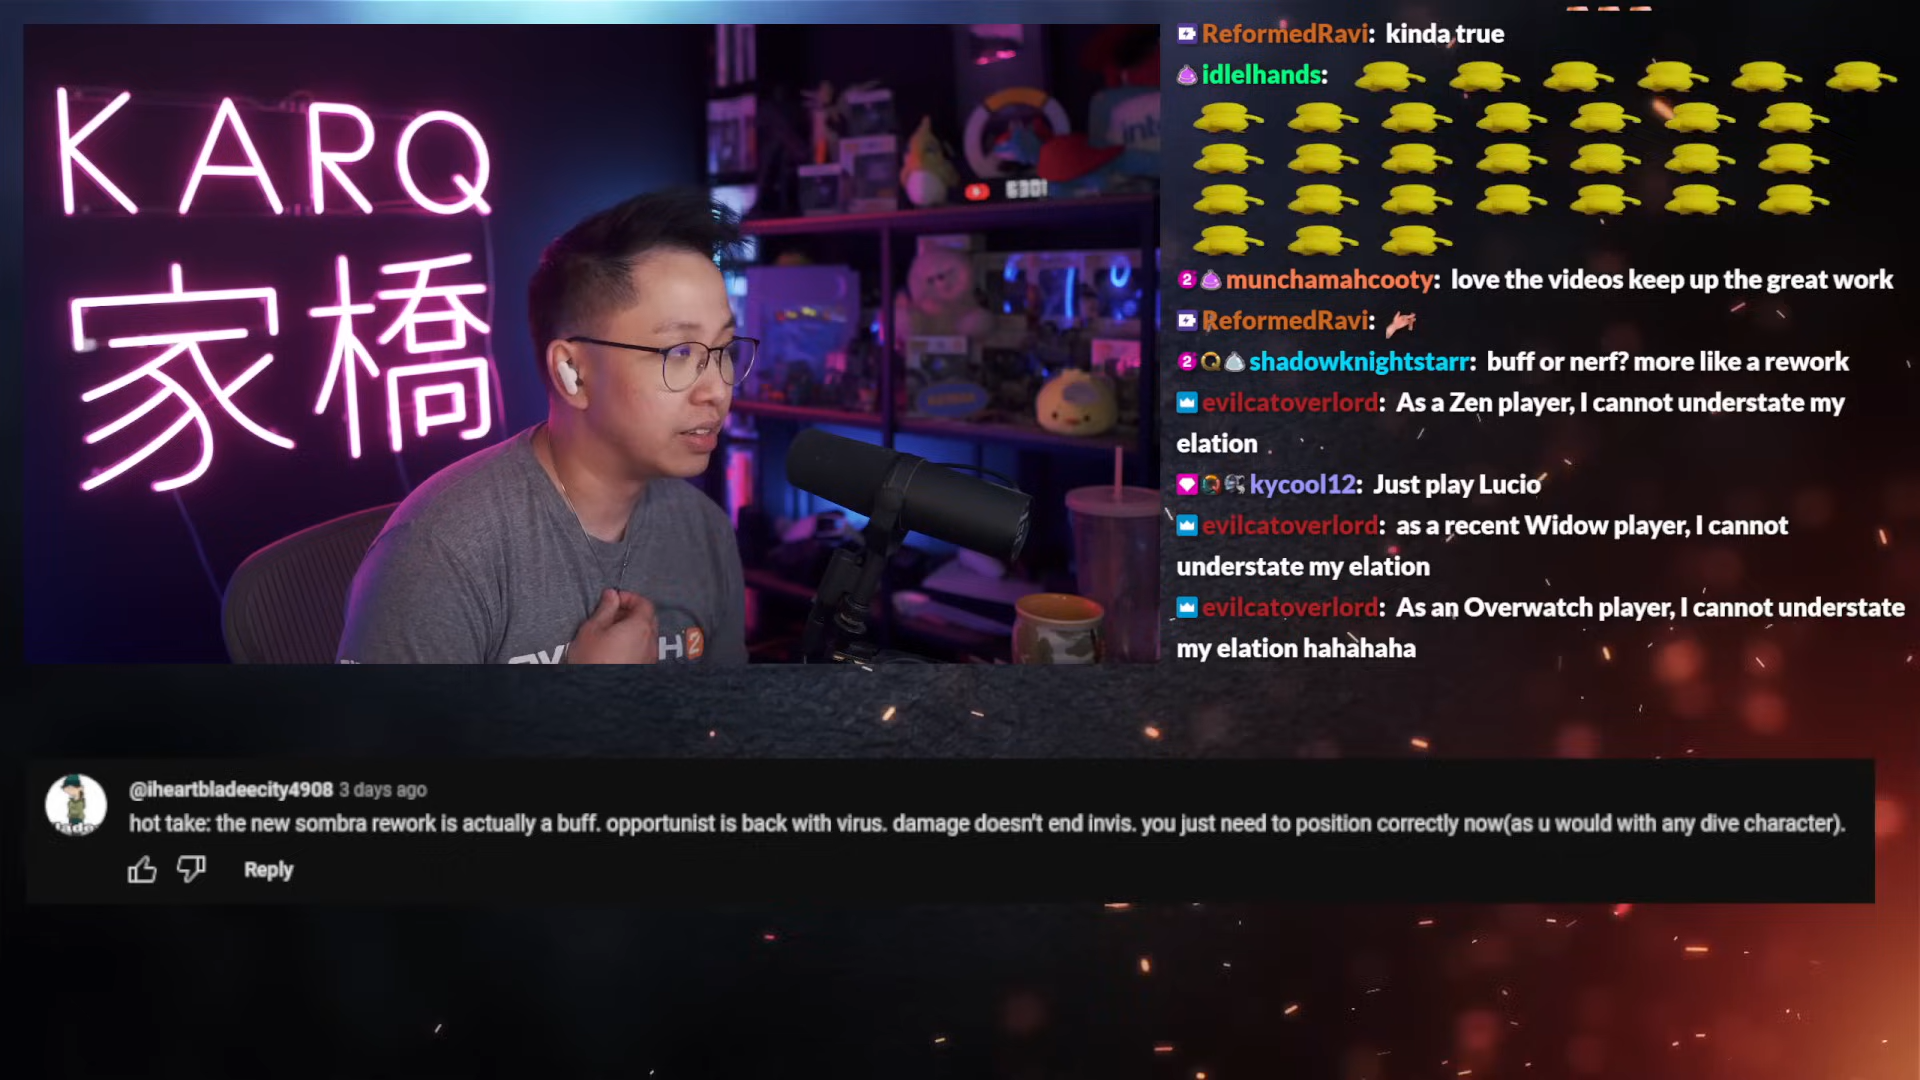 KARQ
家橋
ReformedRavi: kinda true
idlelhands:
munchamahcooty: love the videos keep up the great work
ReformedRavi:
2 shadowknightstarr: buff or nerf? more like a rework
evilcatoverlord: As a Zen player, I cannot understate my
elation
kycool12: Just play Lucio
evilcatoverlord: as a recent Widow player, I cannot
understate my elation
evilcatoverlord: As an Overwatch player, I cannot understate
my elation hahahaha
@iheartbladeecity4908 3 days ago
hot take: the new sombra rework is actually a buff. opportunist is back with virus. damage doesn't end invis. you just need to position correctly now(as u would with any dive character).
Reply